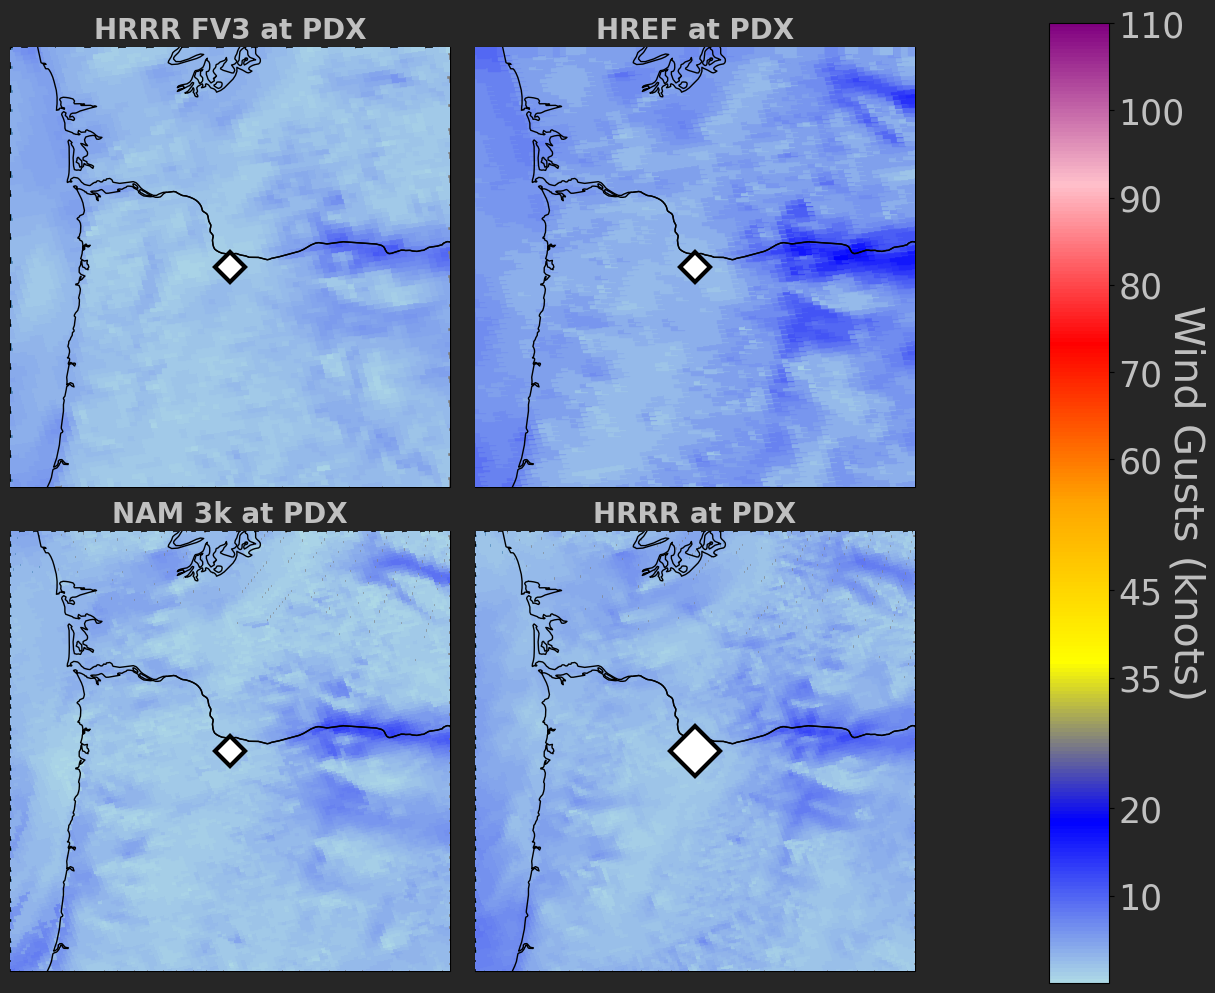 HRRR FV3 at PDX
HREF at PDX
NAM 3k at PDX
HRRR at PDX
110
100
90
80
70
60
45
35
20
10
Wind Gusts (knots)